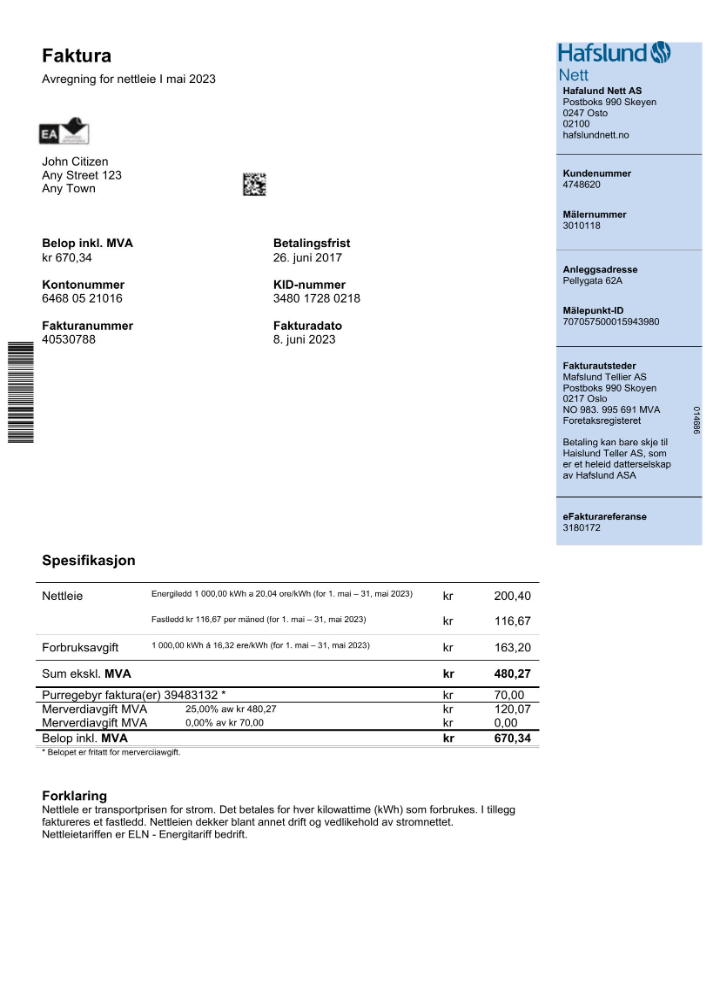 Faktura
Avregning for nettleie I mai 2023
EA
John Citizen
Any Street 123
Any Town
Belop inkl. MVA
kr 670,34
Betalingsfrist
26. juni 2017
Kontonummer
6468 05 21016
KID-nummer
3480 1728 0218
Fakturanummer
40530788
Fakturadato
8. juni 2023
Hafslund
Nett
Hafalund Nett AS
Postboks 990 Skeyen
0247 Osto
02100
hafslundnett.no
Kundenummer
4748620
Mälernummer
3010118
Anleggsadresse
Pellygata 62A
Mälepunkt-ID
707057500015943980
Fakturautsteder
Mafslund Tellier AS
Postboks 990 Skoyen
0217 Oslo
NO 983. 995 691 MVA
Foretaksregisteret
Betaling kan bare skje til
Haislund Teller AS, som
er et heleid datterselskap
av Hafslund ASA
014686
eFakturareferanse
3180172
Spesifikasjon
Nettleie Energiledd 1 000,00 kWh a 20,04 ore/kWh (for 1. mai – 31, mai 2023) kr 200,40
Fastledd kr 116,67 per mäned (for 1. mai – 31, mai 2023) kr 116,67
Forbruksavgift 1 000,00 kWh á 16,32 ere/kWh (for 1. mai – 31, mai 2023) kr 163,20
Sum ekskl. MVA kr 480,27
Purregebyr faktura(er) 39483132 * kr 70,00
Merverdiavgift MVA 25,00% aw kr 480,27 kr 120,07
Merverdiavgift MVA 0,00% av kr 70,00 kr 0,00
Belop inkl. MVA kr 670,34
* Belopet er fritatt for merverciiawgift.
Forklaring
Nettlele er transportprisen for strom. Det betales for hver kilowattime (kWh) som forbrukes. I tillegg
faktureres et fastledd. Nettleien dekker blant annet drift og vedlikehold av stromnettet.
Nettleietariffen er ELN - Energitariff bedrift.